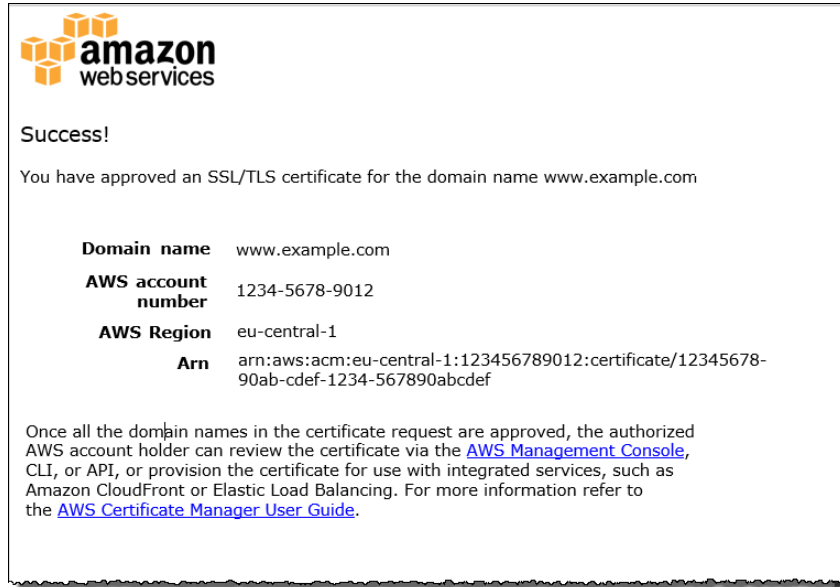 amazon
webservices
Success!
You have approved an SSL/TLS certificate for the domain name www.example.com
Domain name www.example.com
AWS account
number 1234-5678-9012
AWS Region eu-central-1
Arn arn:aws:acm:eu-central-1:123456789012:certificate/12345678-
90ab-cdef-1234-567890abcdef
Once all the domain names in the certificate request are approved, the authorized
AWS account holder can review the certificate via the AWS Management Console,
CLI, or API, or provision the certificate for use with integrated services, such as
Amazon CloudFront or Elastic Load Balancing. For more information refer to
the AWS Certificate Manager User Guide.